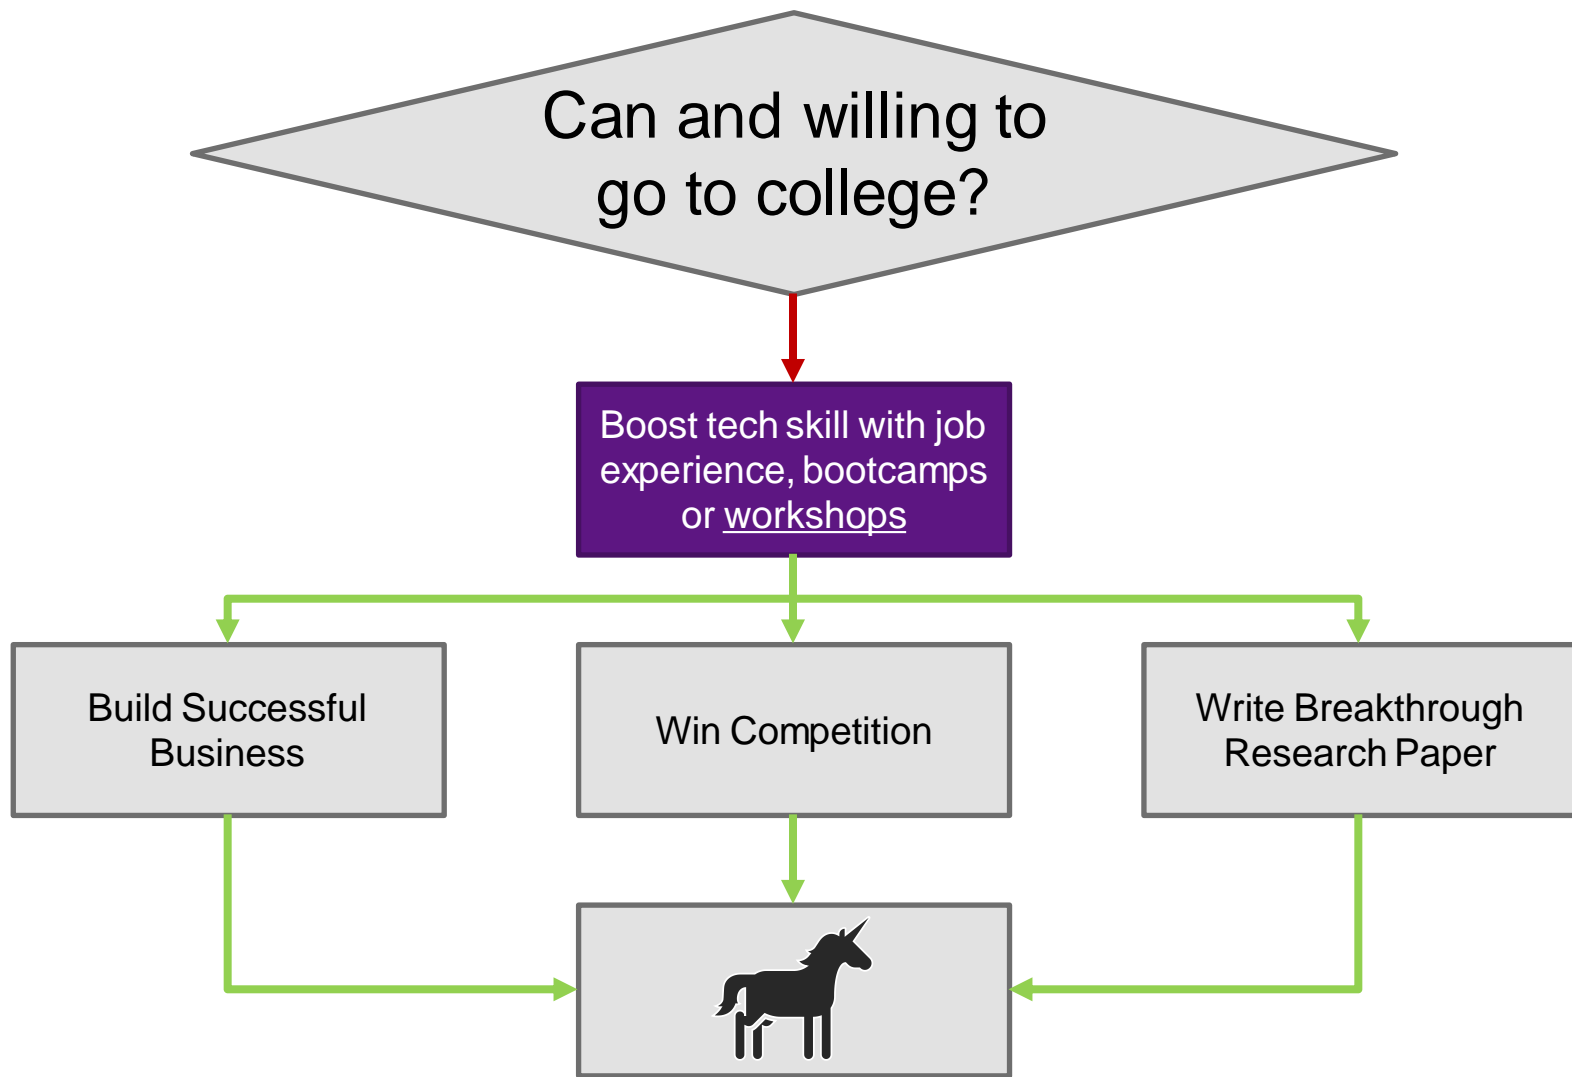 Can and willing to
go to college?
Boost tech skill with job
experience, bootcamps
or workshops
Build Successful
Business
Win Competition
Write Breakthrough
Research Paper